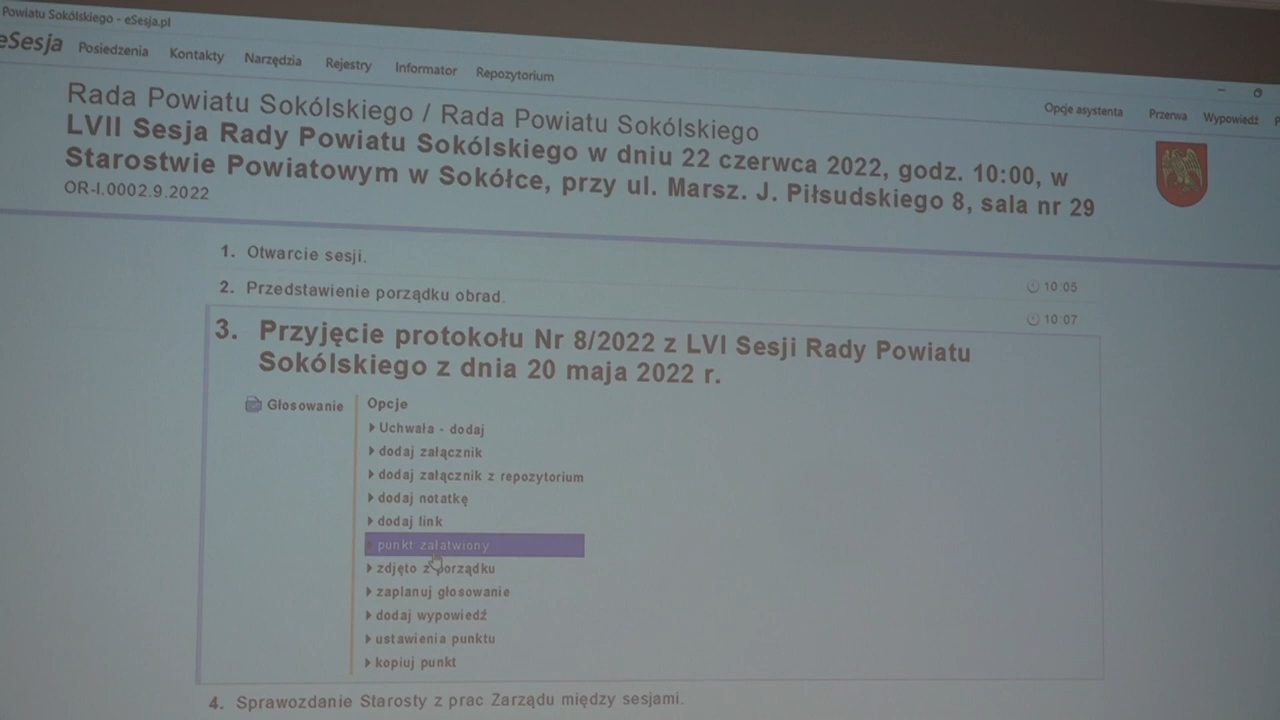 Powiatu Sokólskiego - eSesja.pl
eSesja Posiedzenia Kontakty Narzędzia Rejestry Informator Repozytorium
Opcje asystenta Przerwa Wypowiedź
Rada Powiatu Sokólskiego / Rada Powiatu Sokólskiego
LVII Sesja Rady Powiatu Sokólskiego w dniu 22 czerwca 2022, godz. 10:00, w
Starostwie Powiatowym w Sokółce, przy ul. Marsz. J. Piłsudskiego 8, sala nr 29
OR-I.0002.9.2022
1. Otwarcie sesji.
10:05
2. Przedstawienie porządku obrad.
10:07
3. Przyjęcie protokołu Nr 8/2022 z LVI Sesji Rady Powiatu
Sokólskiego z dnia 20 maja 2022 r.
Głosowanie
Opcje
Uchwała - dodaj
dodaj załącznik
dodaj załącznik z repozytorium
dodaj notatkę
dodaj link
punkt załatwiony
zdjęto z porządku
zaplanuj głosowanie
dodaj wypowiedź
ustawienia punktu
kopiuj punkt
4. Sprawozdanie Starosty z prac Zarządu między sesjami.